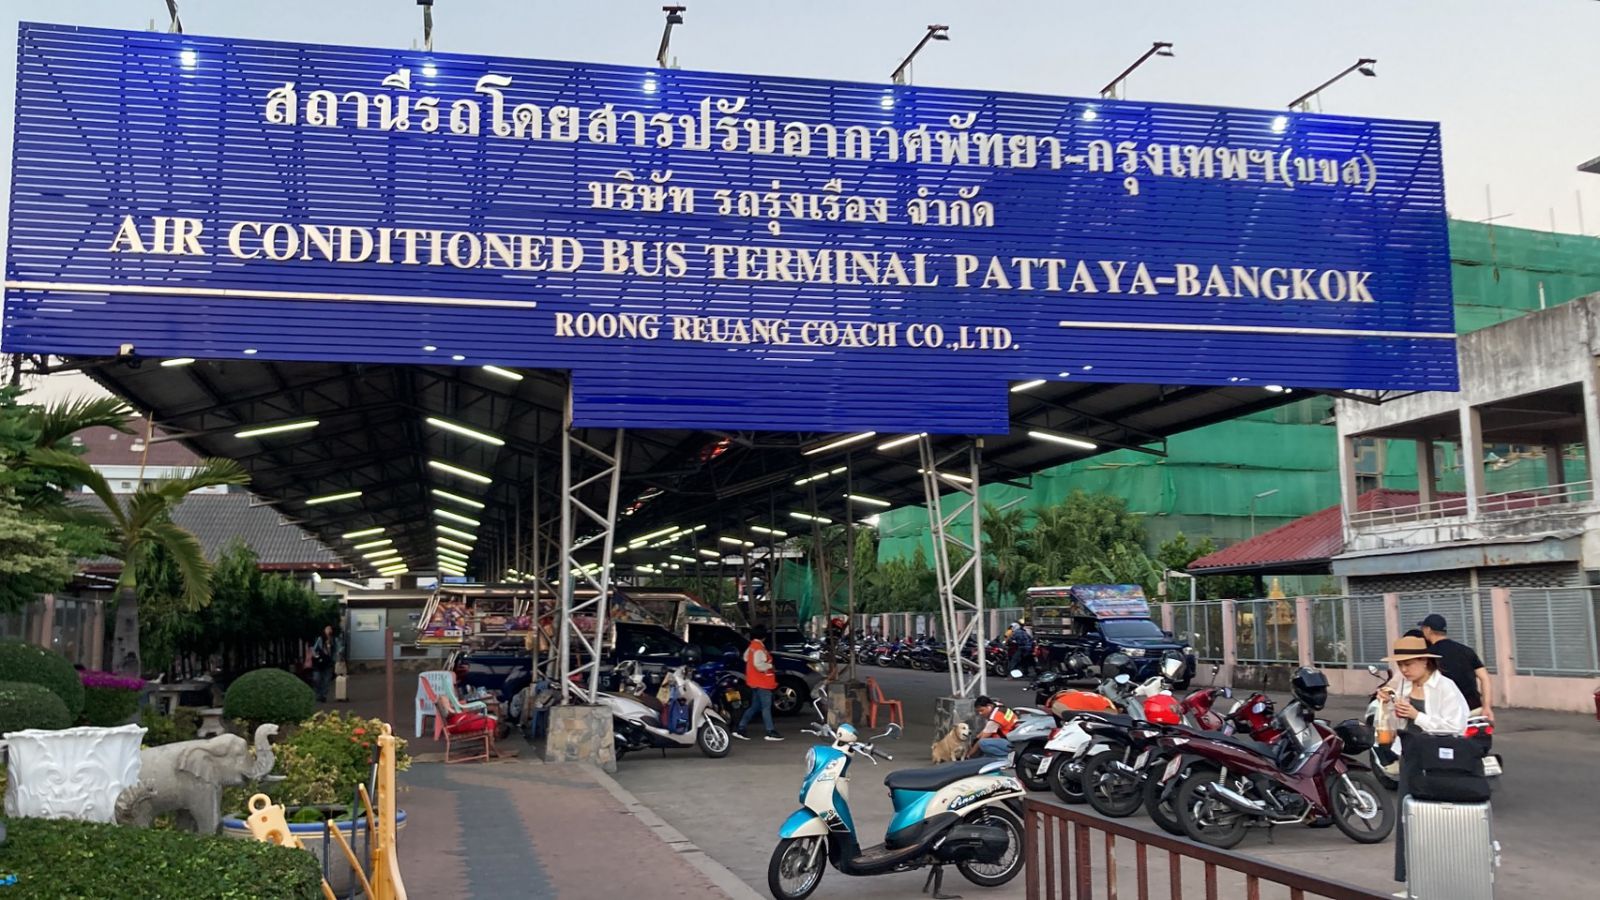 สถานีรถโดยสารปรับอากาศพัทยา-กรุงเทพฯ(บขส)
บริษัท รถรุ่งเรือง จำกัด
AIR CONDITIONED BUS TERMINAL PATTAYA-BANGKOK
ROONG REUANG COACH CO.,LTD.